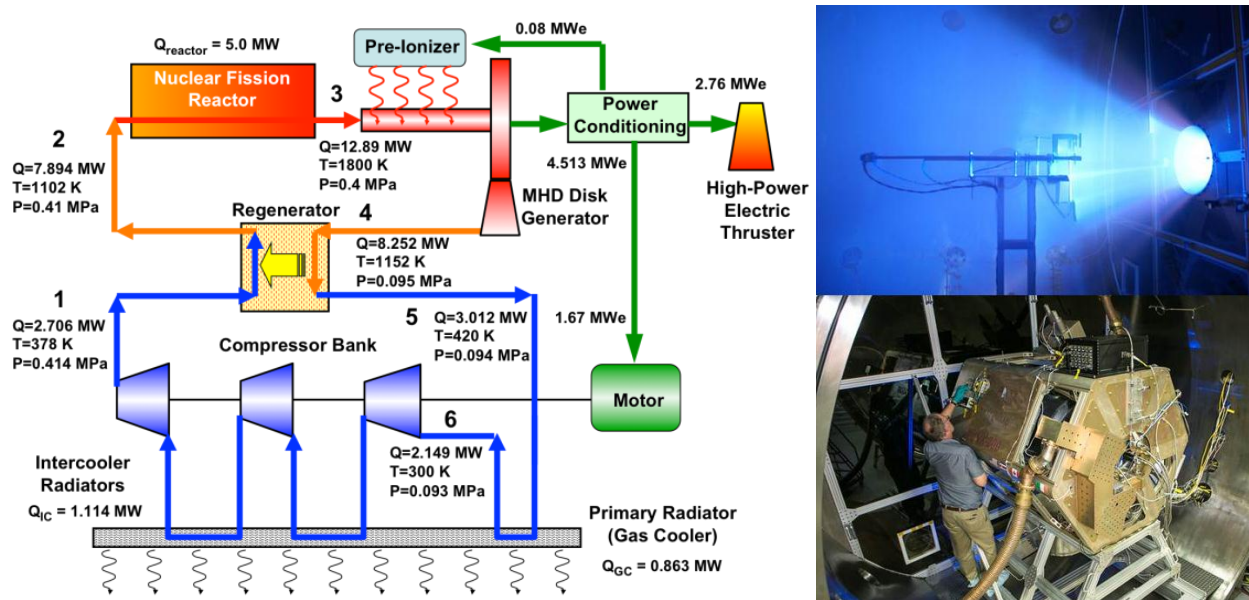 Q_reactor = 5.0 MW
Nuclear Fission
Reactor
Pre-Ionizer
0.08 MWe
2.76 MWe
Power
Conditioning
2
3
Q=7.894 MW
T=1102 K
P=0.41 MPa
Q=12.89 MW
T=1800 K
P=0.4 MPa
4.513 MWe
MHD Disk
Generator
High-Power
Electric
Thruster
Regenerator
4
Q=8.252 MW
T=1152 K
P=0.095 MPa
1
Q=2.706 MW
T=378 K
P=0.414 MPa
5
Q=3.012 MW
T=420 K
P=0.094 MPa
1.67 MWe
Compressor Bank
Motor
6
Q=2.149 MW
T=300 K
P=0.093 MPa
Intercooler
Radiators
Q_IC = 1.114 MW
Primary Radiator
(Gas Cooler)
Q_GC = 0.863 MW